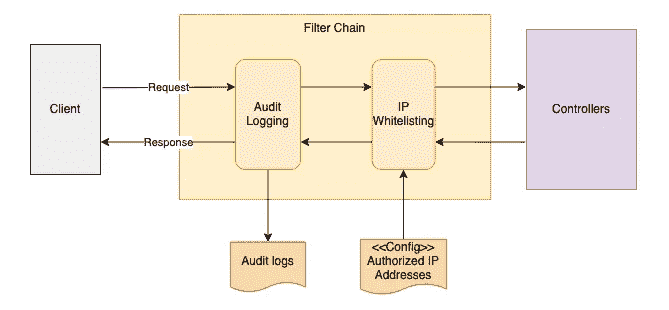 Filter Chain
Client
Request
Response
Audit
Logging
IP
Whitelisting
Controllers
Audit logs
<<Config>>
Authorized IP
Addresses